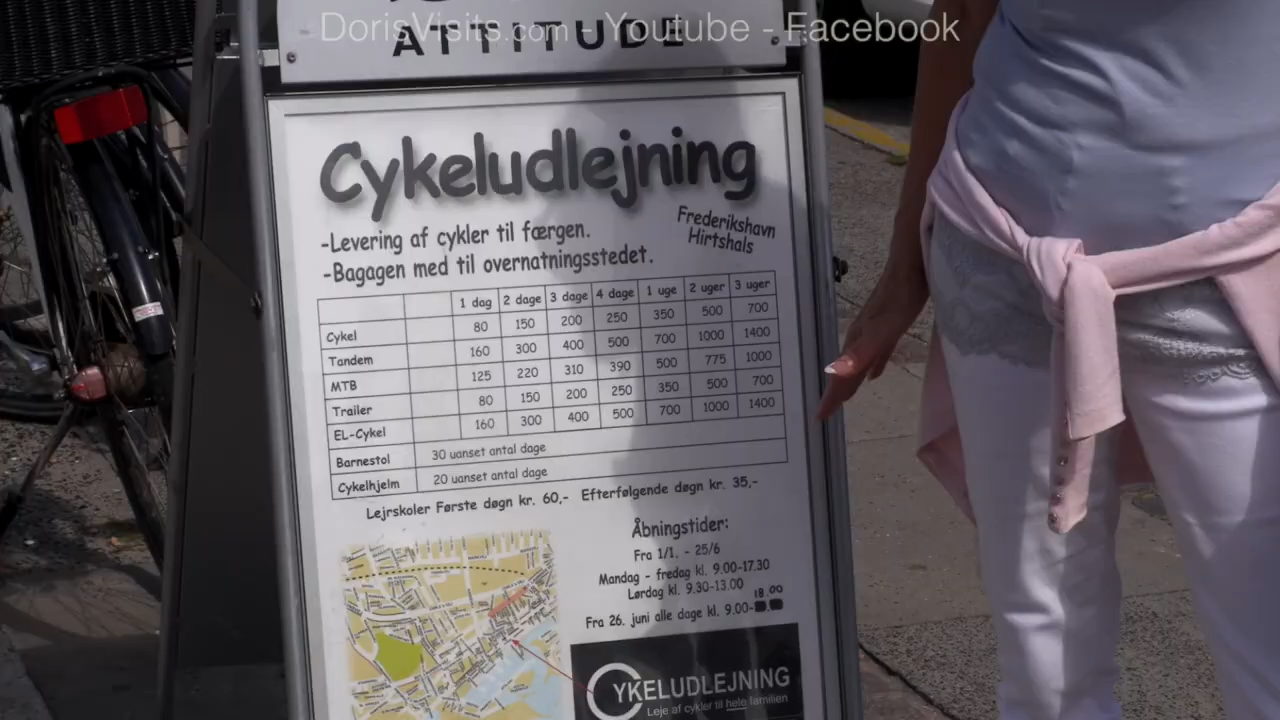 DorisVisits.com - Youtube - Facebook
ATTITUDE
Cykeludlejning
-Levering af cykler til færgen.
-Bagagen med til overnatningsstedet.
Frederikshavn
Hirtshals
1 dag 2 dage 3 dage 4 dage 1 uge 2 uger 3 uger
Cykel 80 150 200 250 350 500 700
Tandem 160 300 400 500 700 1000 1400
MTB 125 220 310 390 500 775 1000
Trailer 80 150 200 250 350 500 700
EL-Cykel 160 300 400 500 700 1000 1400
Barnestol 30 uanset antal dage
Cykelhjelm 20 uanset antal dage
Lejrskoler Første døgn kr. 60,- Efterfølgende døgn kr. 35,-
Åbningstider:
Fra 1/1. - 25/6
Mandag - fredag kl. 9.00-17.30
Lørdag kl. 9.30-13.00
18.00
Fra 26. juni alle dage kl. 9.00-
CYKELUDLEJNING
Leje af cykler til hele familien